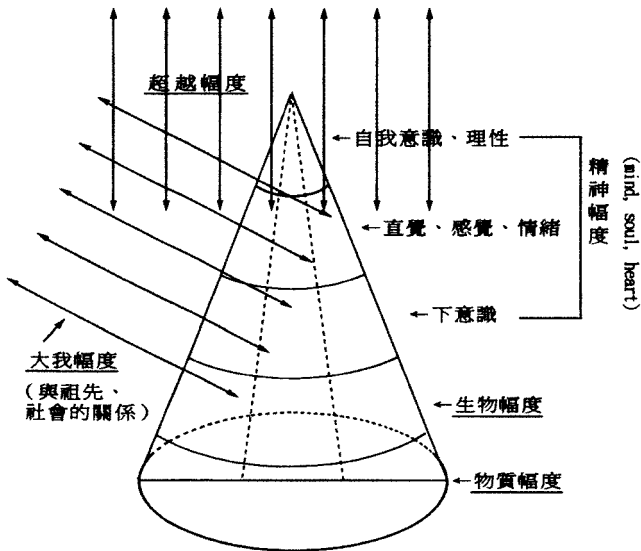 超越幅度
←自我意識、理性
精神幅度
(mind, soul, heart)
←直覺、感覺、情緒
←下意識
大我幅度
（與祖先、
社會的關係）
←生物幅度
←物質幅度